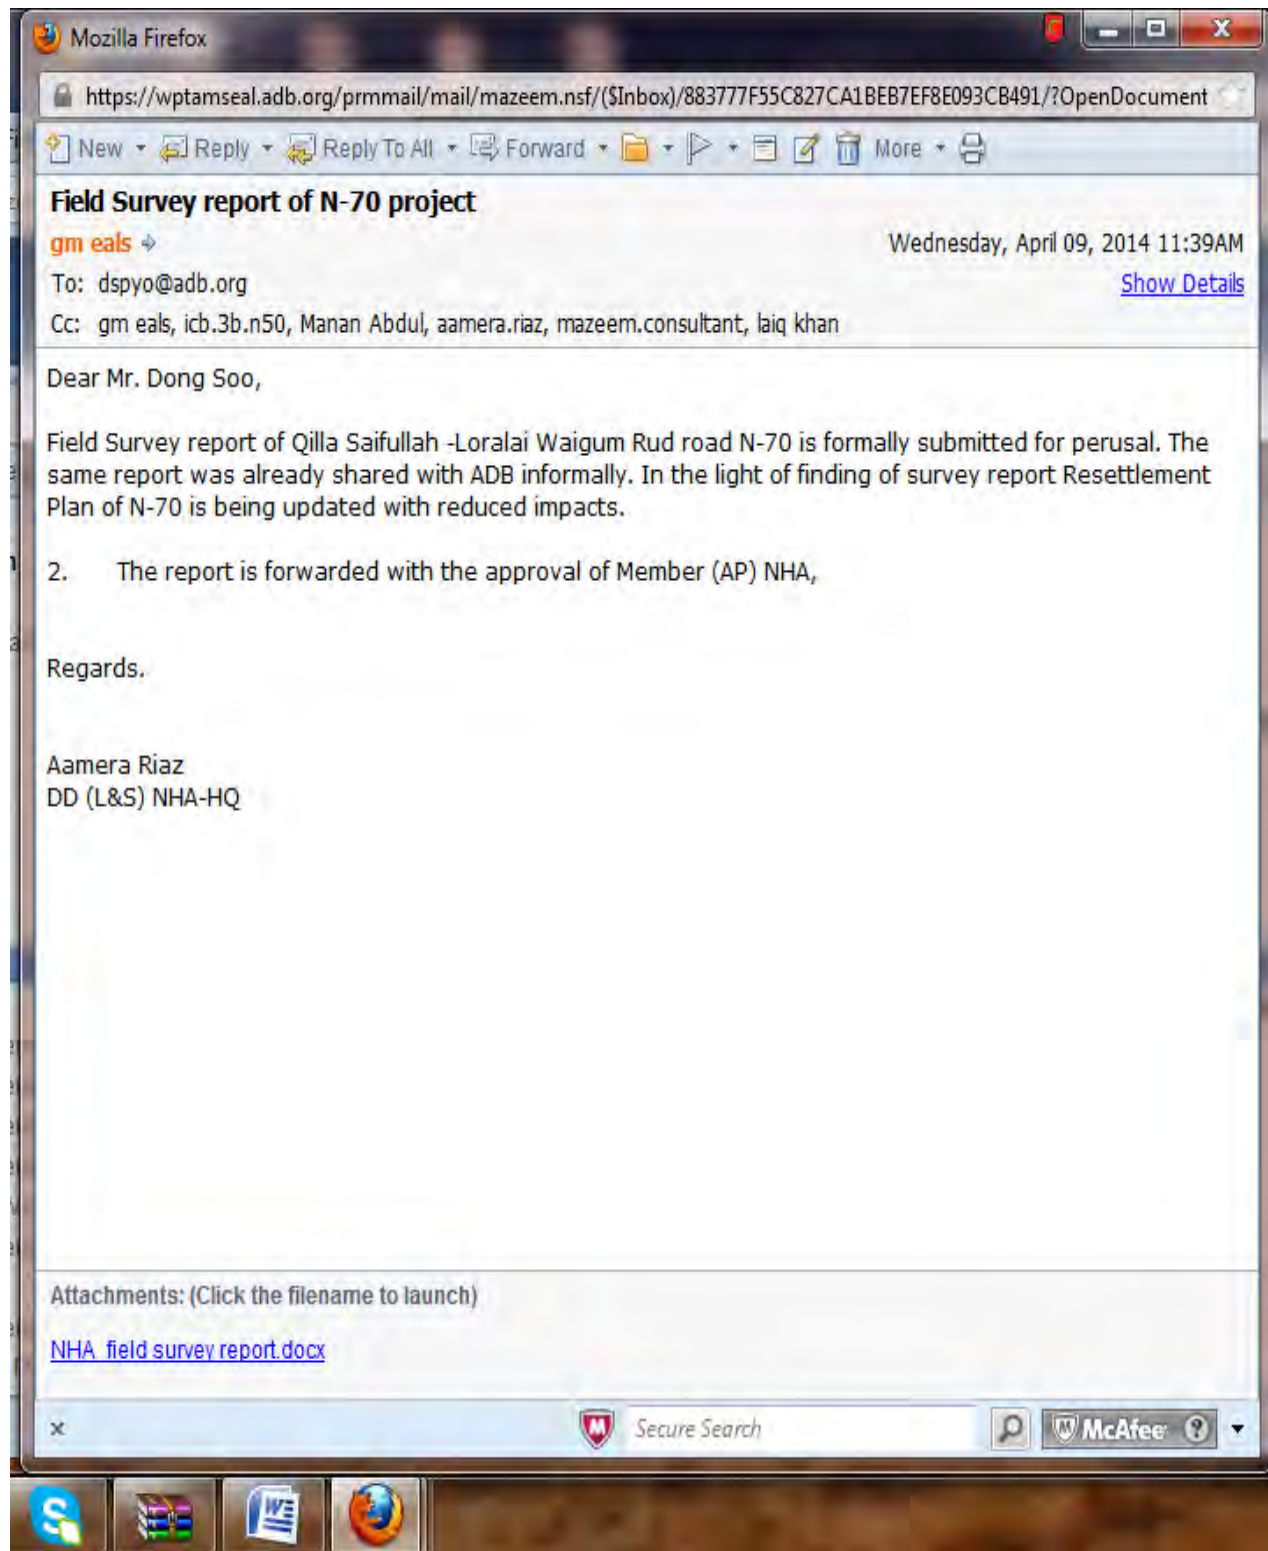 Mozilla Firefox
https://wptamseal.adb.org/prmmail/mail/mazeem.nsf/($Inbox)/883777F55C827CA1BEB7EF8E093CB491/?OpenDocument
New Reply Reply To All Forward More
Field Survey report of N-70 project
gm eals
Wednesday, April 09, 2014 11:39AM
To: dspyo@adb.org
Show Details
Cc: gm eals, icb.3b.n50, Manan Abdul, aamera.riaz, mazeem.consultant, laiq khan
Dear Mr. Dong Soo,
Field Survey report of Qilla Saifullah -Loralai Waigum Rud road N-70 is formally submitted for perusal. The
same report was already shared with ADB informally. In the light of finding of survey report Resettlement
Plan of N-70 is being updated with reduced impacts.
2. The report is forwarded with the approval of Member (AP) NHA,
Regards.
Aamera Riaz
DD (L&S) NHA-HQ
Attachments: (Click the filename to launch)
NHA field survey report.docx
Secure Search
McAfee